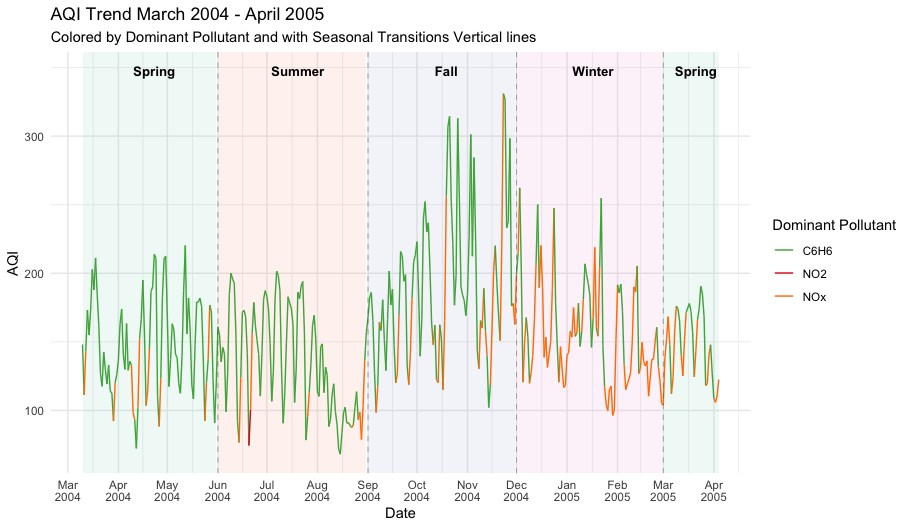 AQI Trend March 2004 - April 2005
Colored by Dominant Pollutant and with Seasonal Transitions Vertical lines
Spring Summer Fall Winter Spring
300
200
100
AQI
Mar Apr May Jun Jul Aug Sep Oct Nov Dec Jan Feb Mar Apr
2004 2004 2004 2004 2004 2004 2004 2004 2004 2004 2005 2005 2005 2005
Date
Dominant Pollutant
C6H6
NO2
NOx